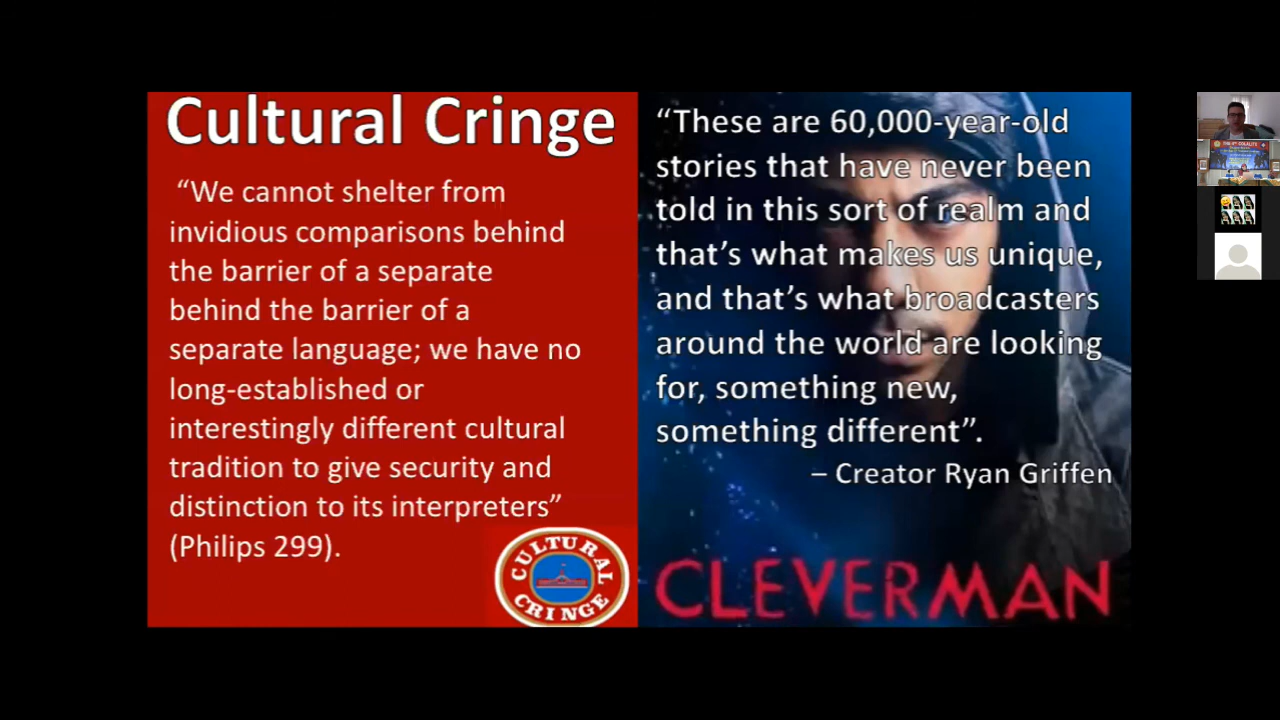 Cultural Cringe
“We cannot shelter from
invidious comparisons behind
the barrier of a separate
behind the barrier of a
separate language; we have no
long-established or
interestingly different cultural
tradition to give security and
distinction to its interpreters”
(Philips 299).
CULTURAL
CRINGE
“These are 60,000-year-old
stories that have never been
told in this sort of realm and
that’s what makes us unique,
and that’s what broadcasters
around the world are looking
for, something new,
something different”.
– Creator Ryan Griffen
CLEVERMAN